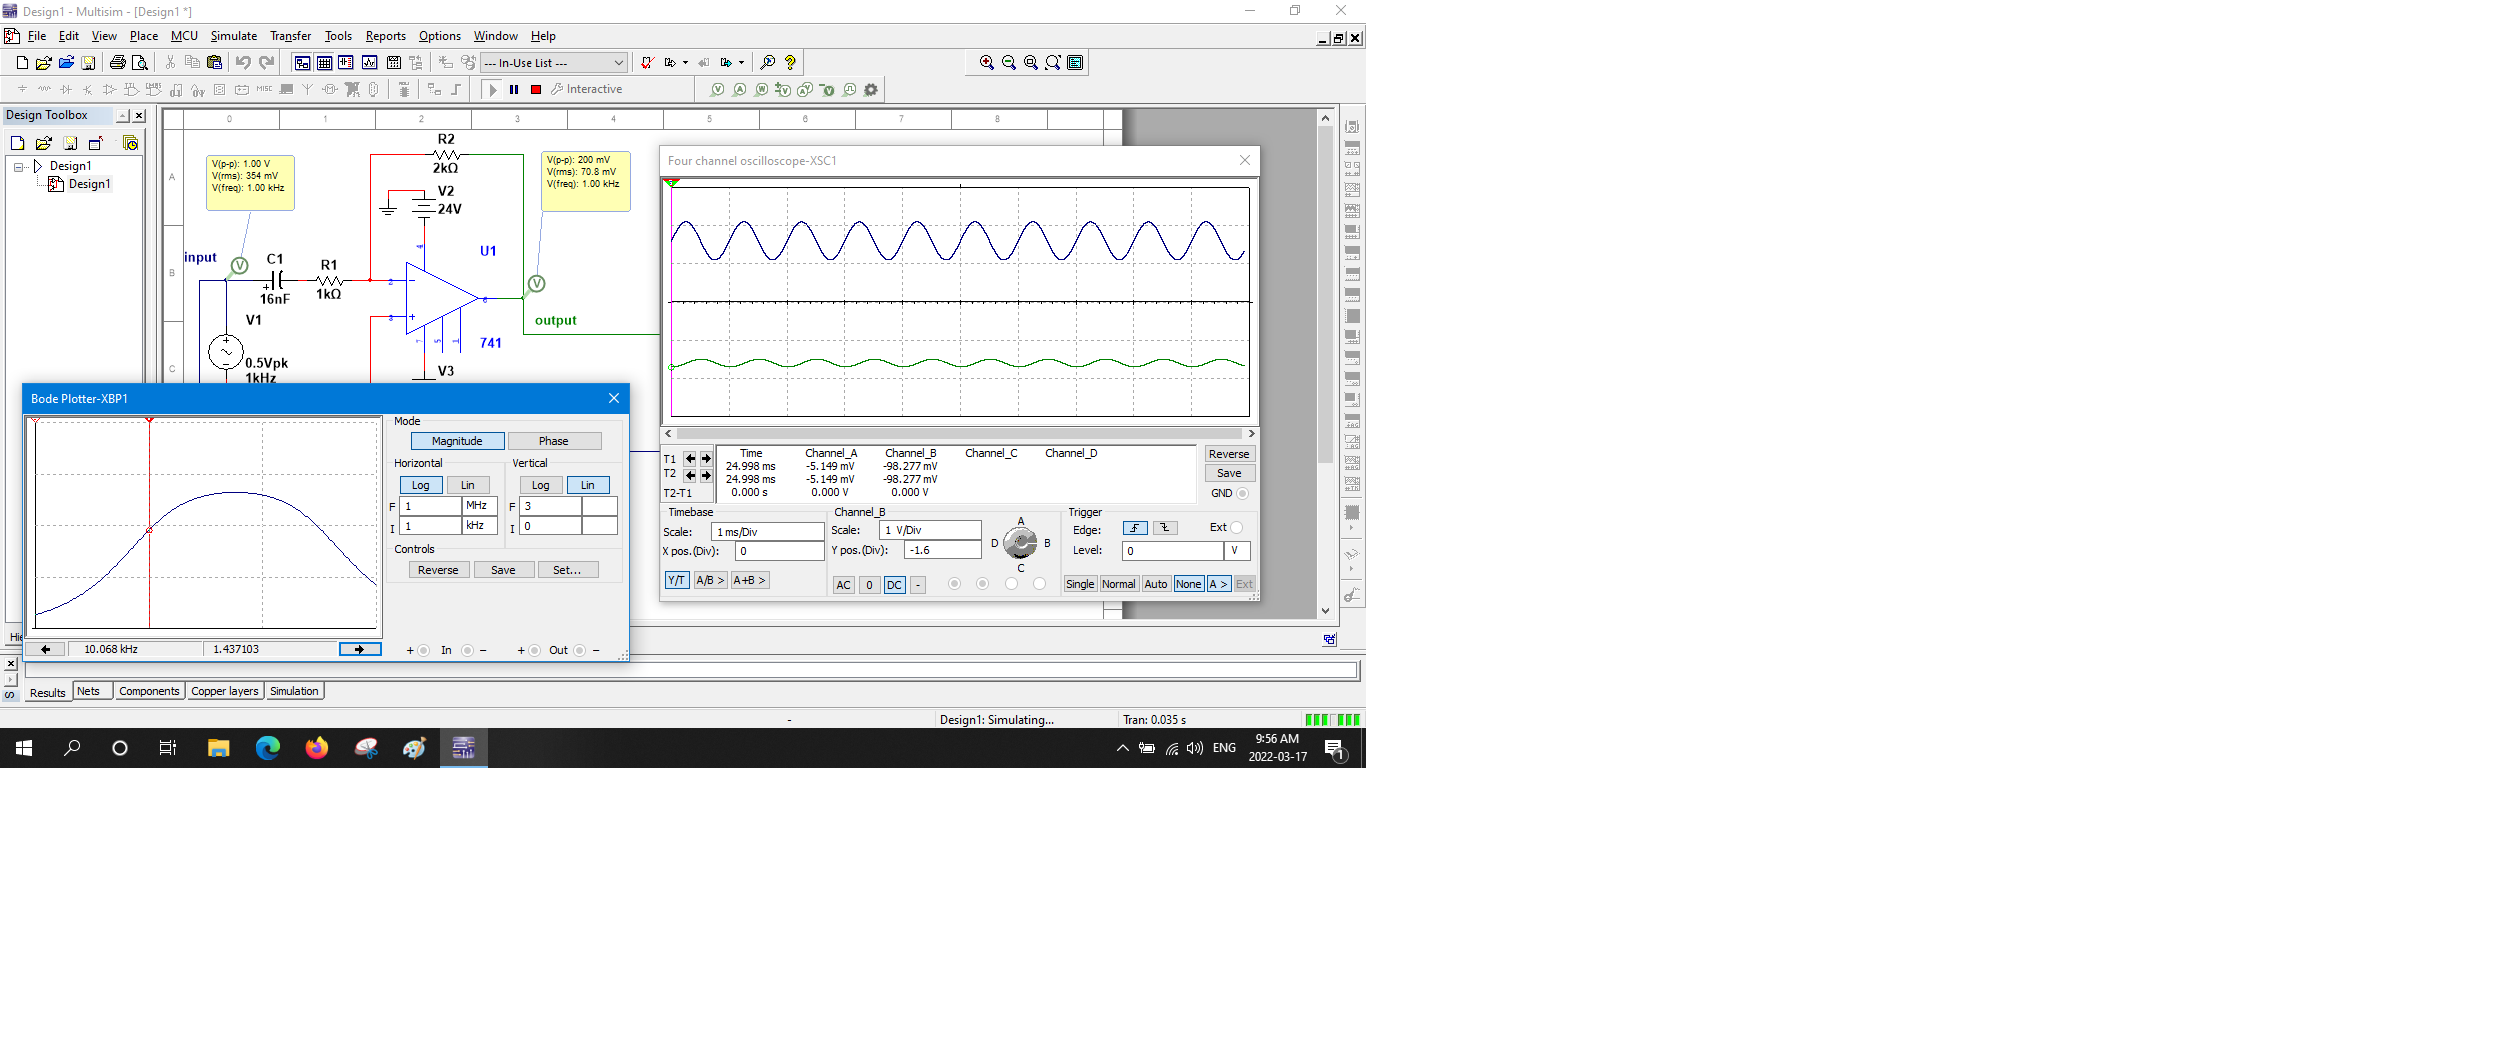 Design1 - Multisim - [Design1 *]
File Edit View Place MCU Simulate Transfer Tools Reports Options Window Help
--- In-Use List ---
Interactive
Design Toolbox
Design1
Design1
0 1 2 3 4 5 6 7 8
A
B
C
V(p-p): 1.00 V
V(rms): 354 mV
V(freq): 1.00 kHz
R2
2kΩ
V2
24V
V(p-p): 200 mV
V(rms): 70.8 mV
V(freq): 1.00 kHz
input
C1
16nF
R1
1kΩ
U1
741
output
V1
0.5Vpk
1kHz
V3
2
3
4
6
7
5
1
Four channel oscilloscope-XSC1
T1
T2
T2-T1
Time Channel_A Channel_B Channel_C Channel_D
24.998 ms -5.149 mV -98.277 mV
24.998 ms -5.149 mV -98.277 mV
0.000 s 0.000 V 0.000 V
Reverse
Save
GND
Timebase
Scale: 1 ms/Div
X pos.(Div): 0
Y/T A/B > A+B >
Channel_B
Scale: 1 V/Div
Y pos.(Div): -1.6
AC 0 DC -
A
B
C
D
Trigger
Edge:
Ext
Level: 0 V
Single Normal Auto None A > Ext
Bode Plotter-XBP1
Mode
Magnitude Phase
Horizontal Vertical
Log Lin Log Lin
F 1 MHz F 3
I 1 kHz I 0
Controls
Reverse Save Set...
10.068 kHz 1.437103
+ In - + Out -
Results Nets Components Copper layers Simulation
- Design1: Simulating... Tran: 0.035 s
ENG
9:56 AM
2022-03-17
1